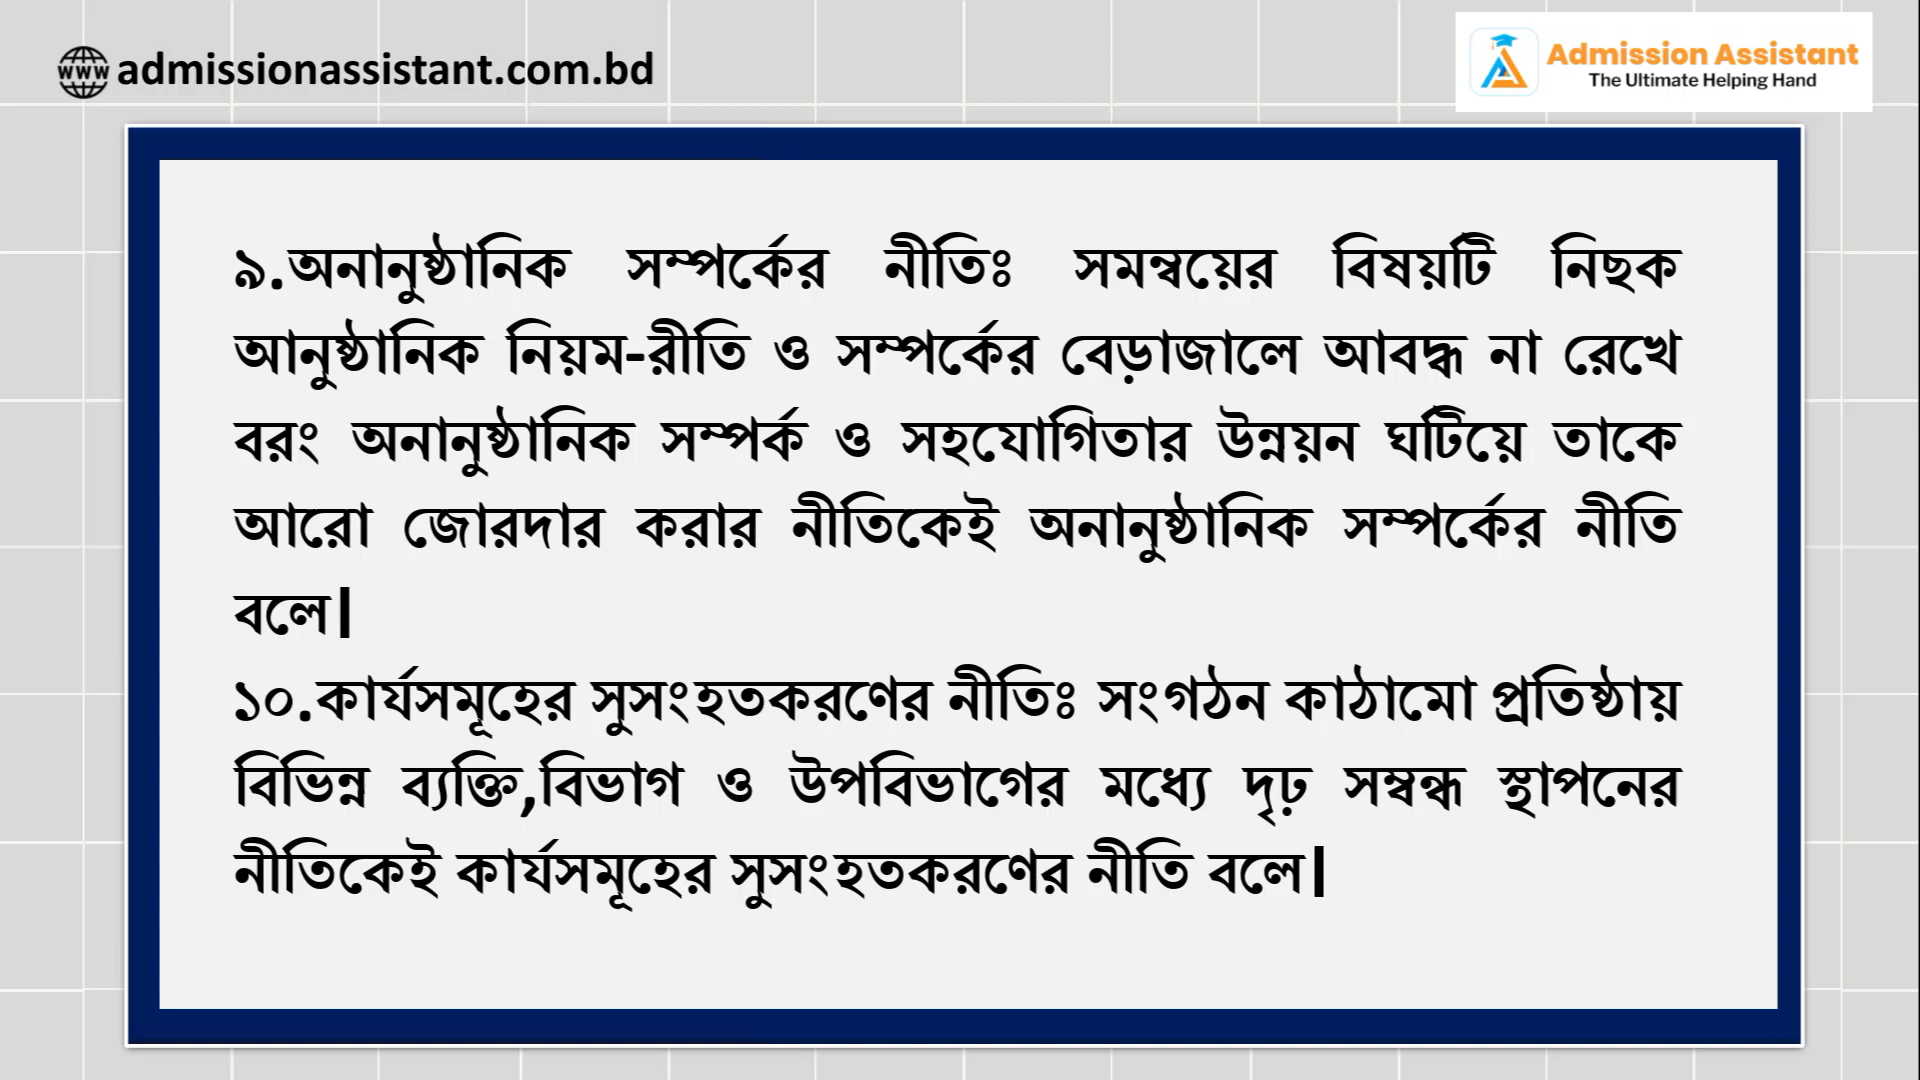 www admissionassistant.com.bd
Admission Assistant
The Ultimate Helping Hand
৯.অনানুষ্ঠানিক সম্পর্কের নীতিঃ সমন্বয়ের বিষয়টি নিছক
আনুষ্ঠানিক নিয়ম-রীতি ও সম্পর্কের বেড়াজালে আবদ্ধ না রেখে
বরং অনানুষ্ঠানিক সম্পর্ক ও সহযোগিতার উন্নয়ন ঘটিয়ে তাকে
আরো জোরদার করার নীতিকেই অনানুষ্ঠানিক সম্পর্কের নীতি
বলে।
১০.কার্যসমূহের সুসংহতকরণের নীতিঃ সংগঠন কাঠামো প্রতিষ্ঠায়
বিভিন্ন ব্যক্তি,বিভাগ ও উপবিভাগের মধ্যে দৃঢ় সম্বন্ধ স্থাপনের
নীতিকেই কার্যসমূহের সুসংহতকরণের নীতি বলে।